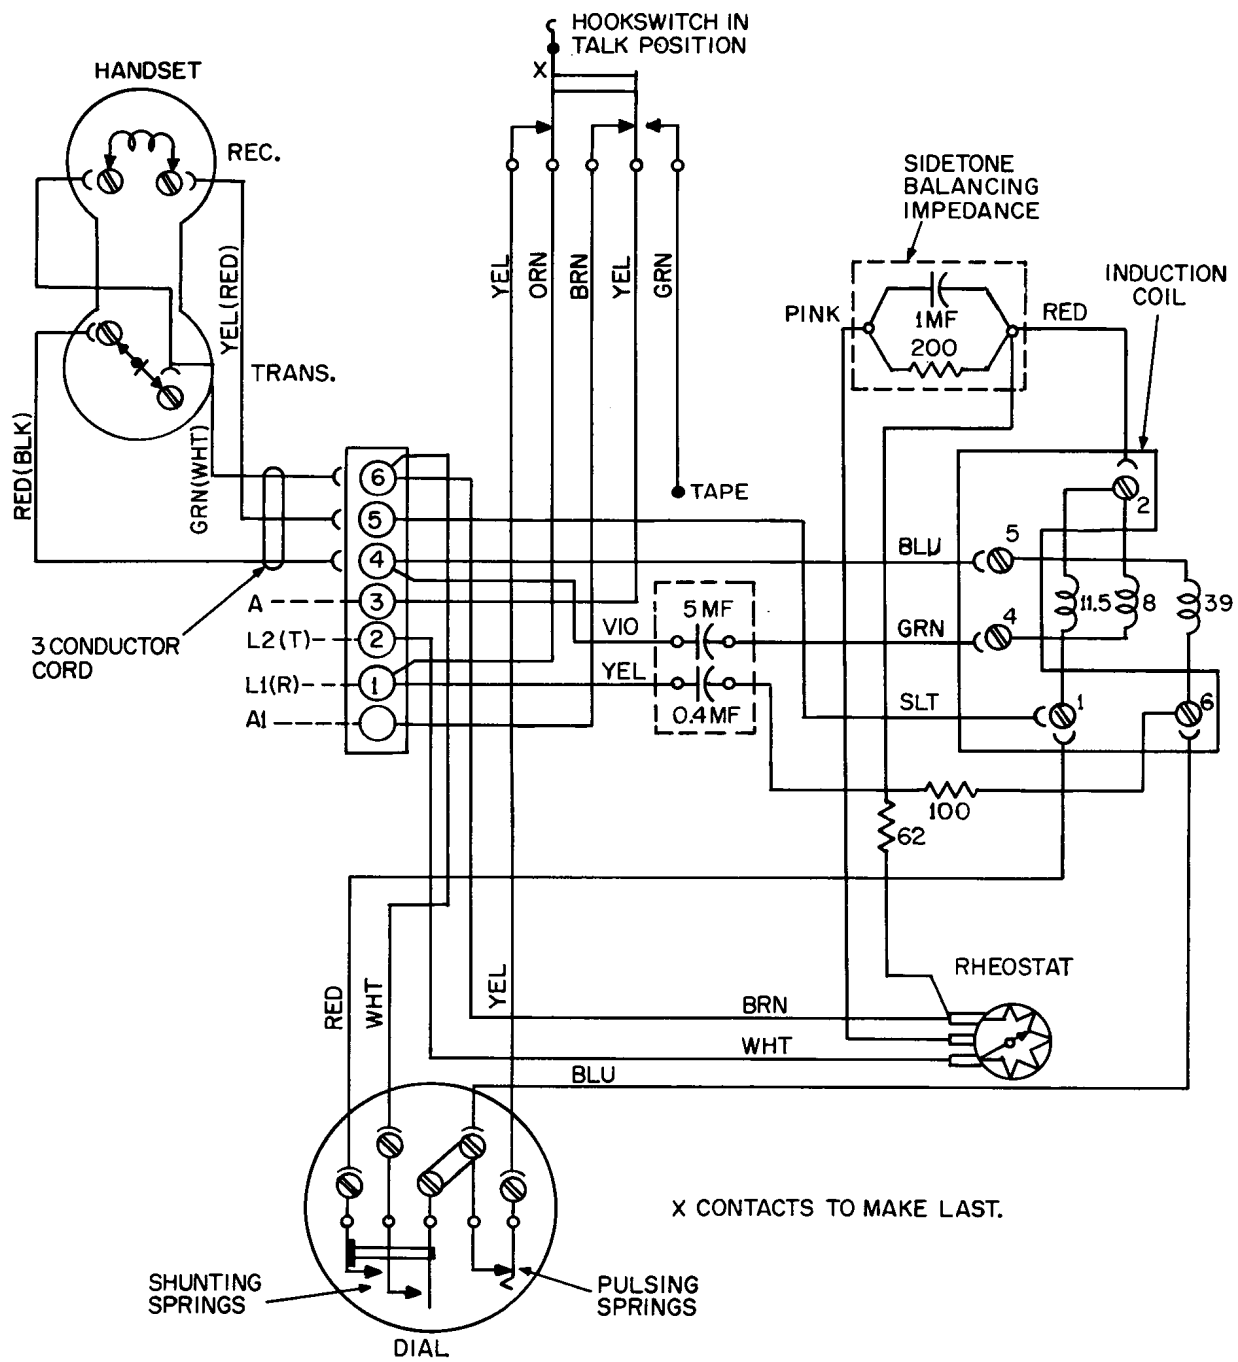 HOOKSWITCH IN
TALK POSITION
X
HANDSET
REC.
SIDETONE
BALANCING
IMPEDANCE
INDUCTION
COIL
YEL
ORN
BRN
YEL
GRN
YEL(RED)
PINK
1MF
200
RED
TRANS.
RED(BLK)
GRN(WHT)
TAPE
6
5
4
3
2
1
A
L2(T)
L1(R)
A1
3 CONDUCTOR
CORD
BLU
5
2
VIO
5MF
GRN
4
11.5
8
39
YEL
0.4MF
SLT
1
6
100
62
RED
WHT
YEL
BRN
RHEOSTAT
WHT
BLU
X CONTACTS TO MAKE LAST.
SHUNTING
SPRINGS
PULSING
SPRINGS
DIAL